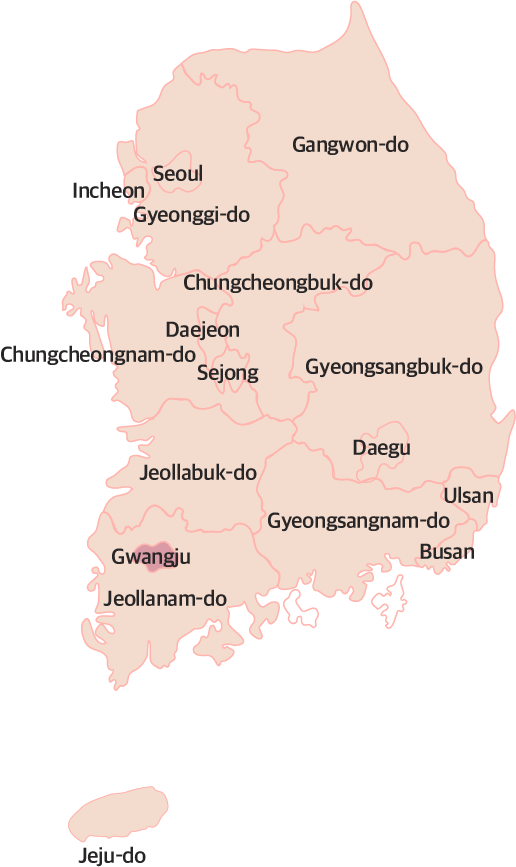 Gangwon-do
Seoul
Incheon
Gyeonggi-do
Chungcheongbuk-do
Daejeon
Chungcheongnam-do
Gyeongsangbuk-do
Sejong
Daegu
Jeollabuk-do
Ulsan
Gyeongsangnam-do
Busan
Gwangju
Jeollanam-do
Jeju-do